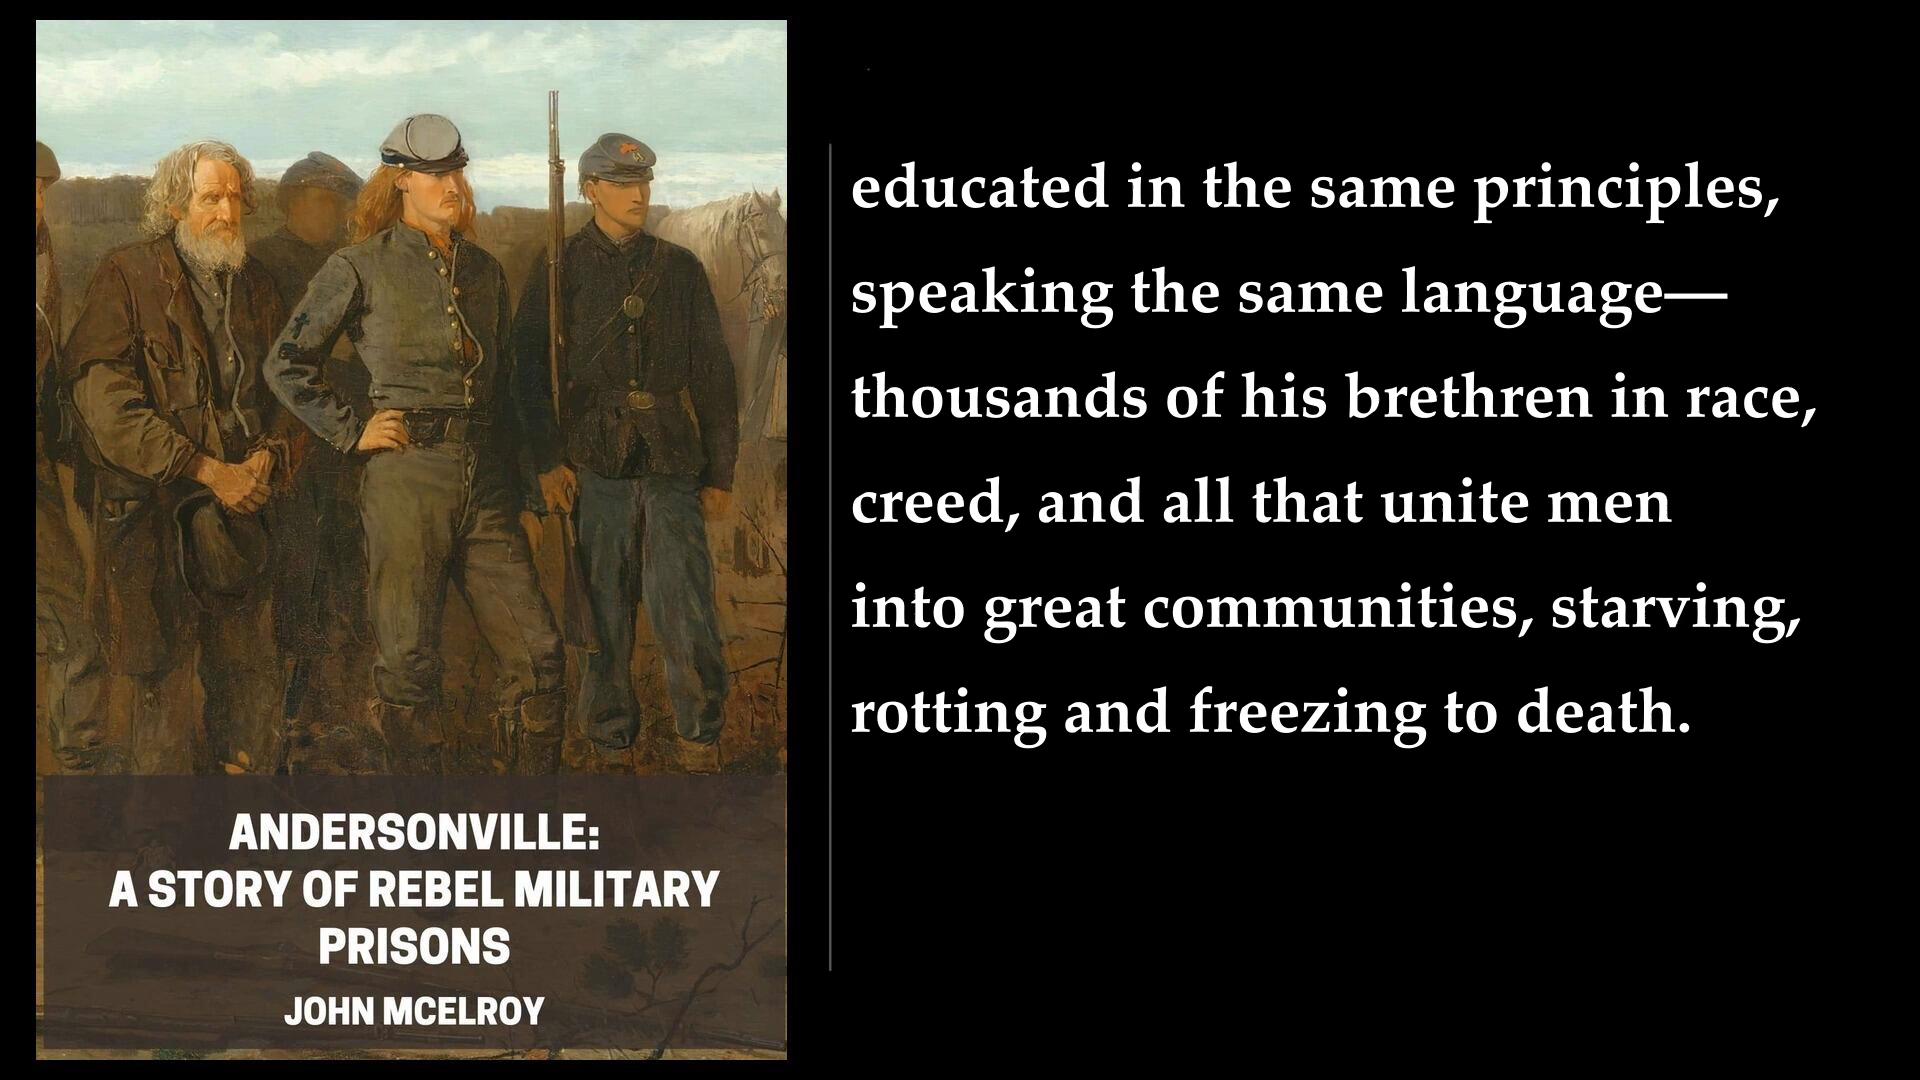 educated in the same principles,
speaking the same language—
thousands of his brethren in race,
creed, and all that unite men
into great communities, starving,
rotting and freezing to death.
ANDERSONVILLE:
A STORY OF REBEL MILITARY
PRISONS
JOHN MCELROY